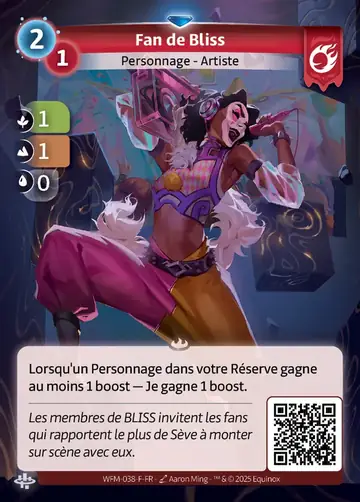 2
Fan de Bliss
1
Personnage - Artiste
1
1
0
Lorsqu'un Personnage dans votre Réserve gagne
au moins 1 boost — Je gagne 1 boost.
Les membres de BLISS invitent les fans
qui rapportent le plus de Sève à monter
sur scène avec eux.
WFM-038-F-FR - Aaron Ming - ™ & © 2025 Equinox